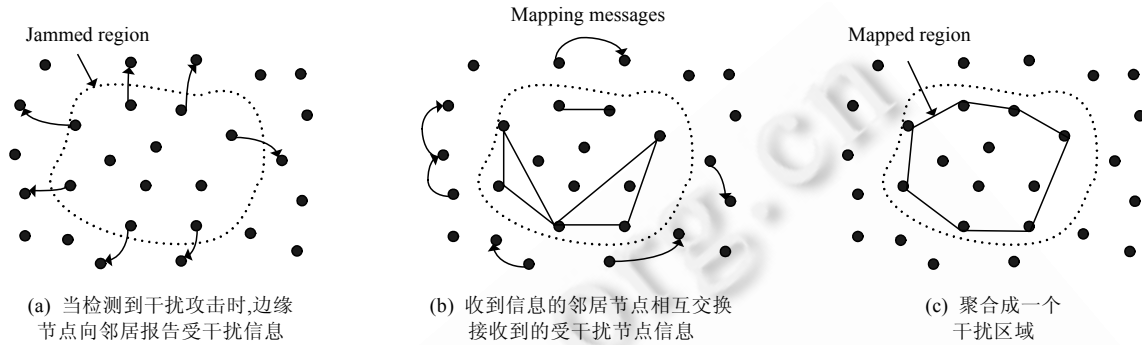 Mapping messages
Jammed region
Mapped region
(a) 当检测到干扰攻击时,边缘
节点向邻居报告受干扰信息
(b) 收到信息的邻居节点相互交换
接收到的受干扰节点信息
(c) 聚合成一个
干扰区域
org.cn